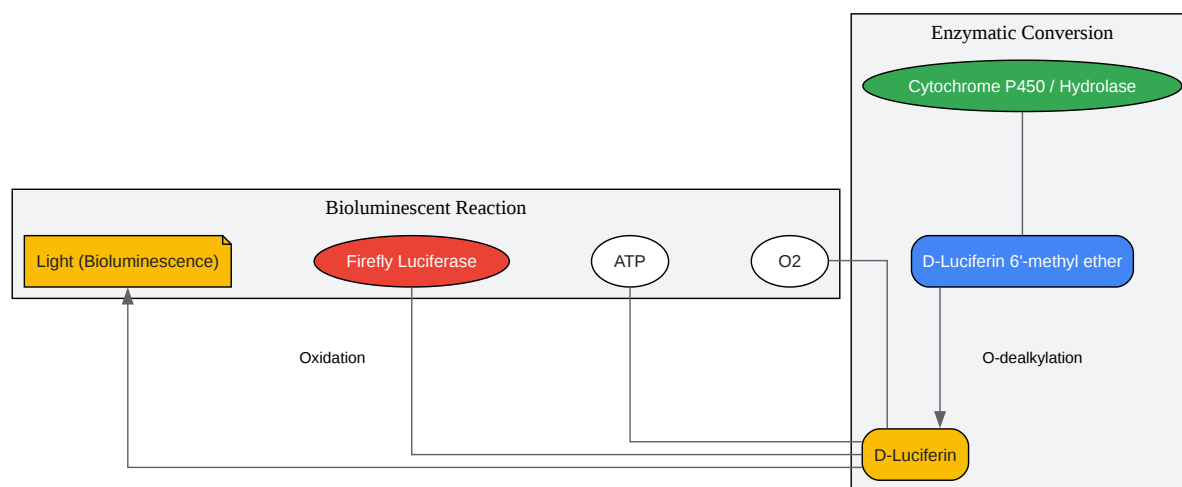 Enzymatic Conversion
Cytochrome P450 / Hydrolase
Bioluminescent Reaction
Light (Bioluminescence)
Firefly Luciferase
ATP
O2
D-Luciferin 6'-methyl ether
Oxidation
O-dealkylation
D-Luciferin